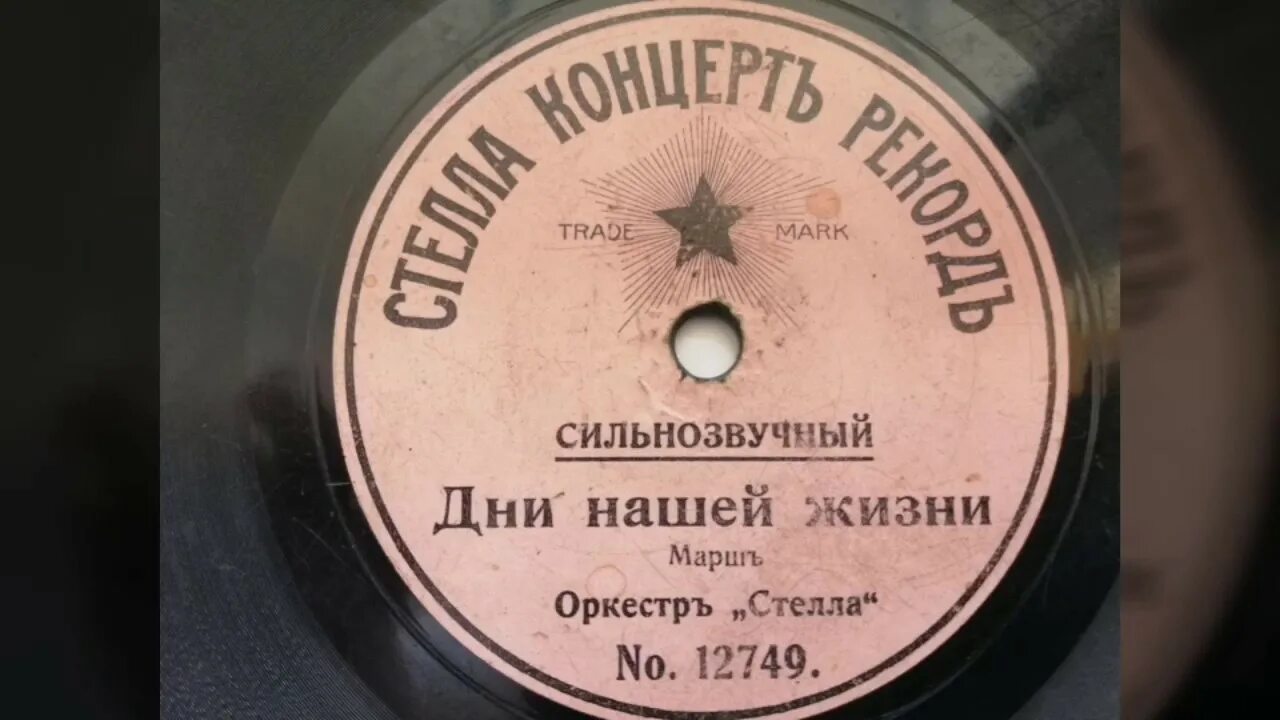 СТЕЛЛА КОНЦЕРТЪ РЕКОРДЪ
TRADE MARK
СИЛЬНОЗВУЧНЫЙ
Дни нашей жизни
Маршъ
Оркестръ „Стелла“
No. 12749.